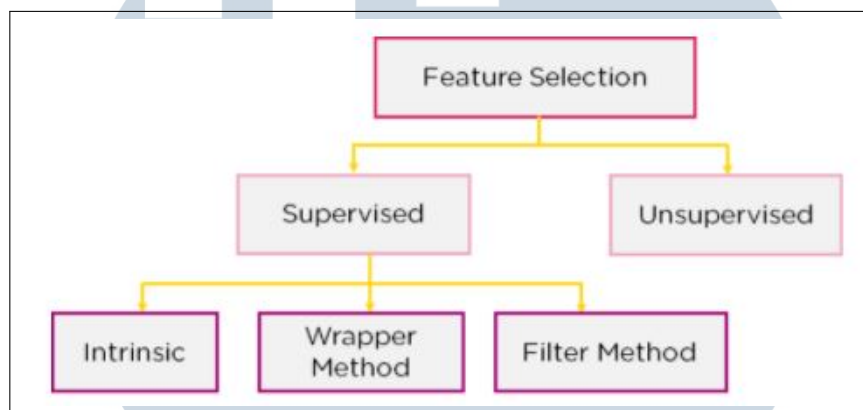 Feature Selection
Supervised
Unsupervised
Intrinsic
Wrapper
Method
Filter Method